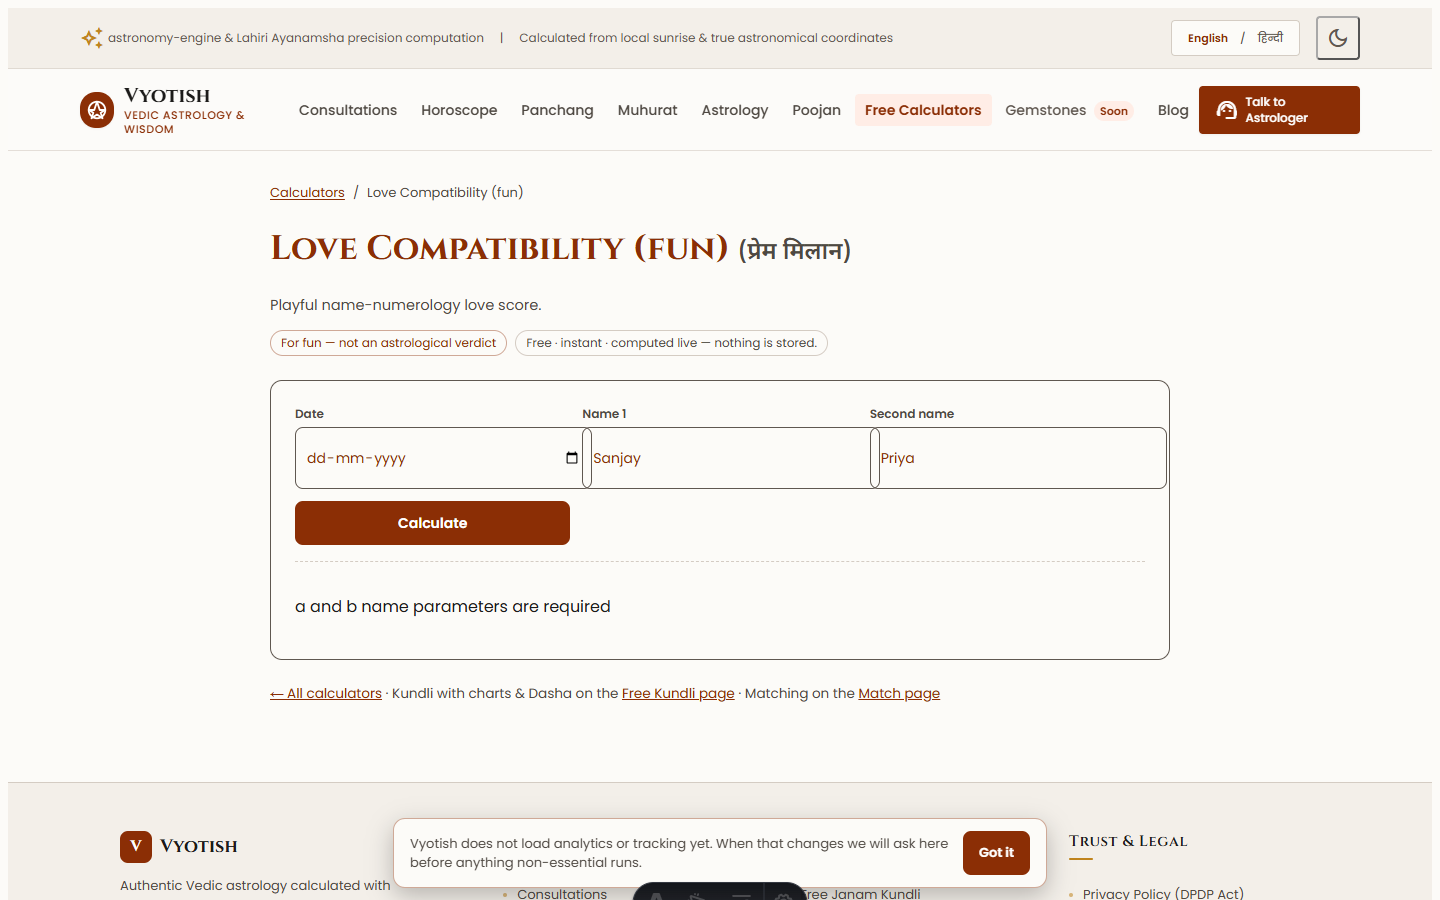 astronomy-engine & Lahiri Ayanamsha precision computation | Calculated from local sunrise & true astronomical coordinates
English / हिन्दी
Vyotish
VEDIC ASTROLOGY & WISDOM
Consultations Horoscope Panchang Muhurat Astrology Poojan Free Calculators Gemstones Soon Blog
Talk to Astrologer
Calculators / Love Compatibility (fun)
Love Compatibility (fun) (प्रेम मिलान)
Playful name-numerology love score.
For fun — not an astrological verdict
Free · instant · computed live — nothing is stored.
Date Name 1 Second name
dd-mm-yyyy Sanjay Priya
Calculate
a and b name parameters are required
← All calculators · Kundli with charts & Dasha on the Free Kundli page · Matching on the Match page
V Vyotish
Authentic Vedic astrology calculated with
Vyotish does not load analytics or tracking yet. When that changes we will ask here
before anything non-essential runs.
Got it
Consultations
Free Janam Kundli
Trust & Legal
Privacy Policy (DPDP Act)